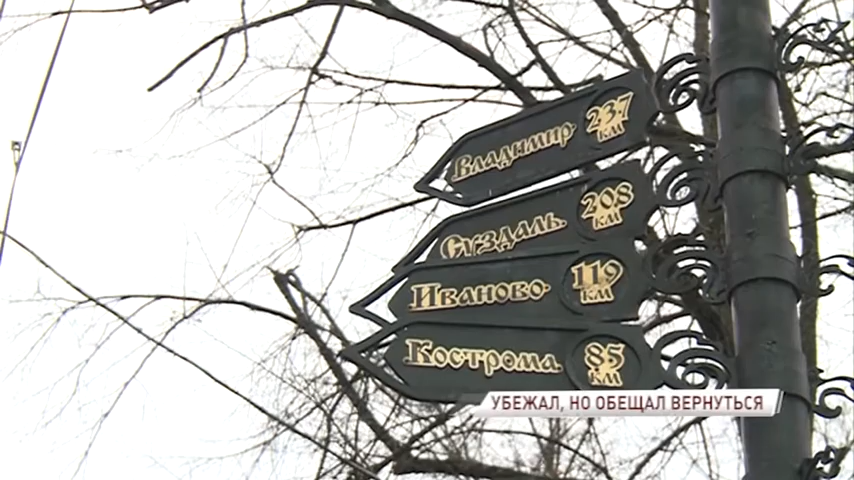 Владимир 237 км
Суздаль 208 км
Иваново 119 км
Кострома 85 км
УБЕЖАЛ, НО ОБЕЩАЛ ВЕРНУТЬСЯ